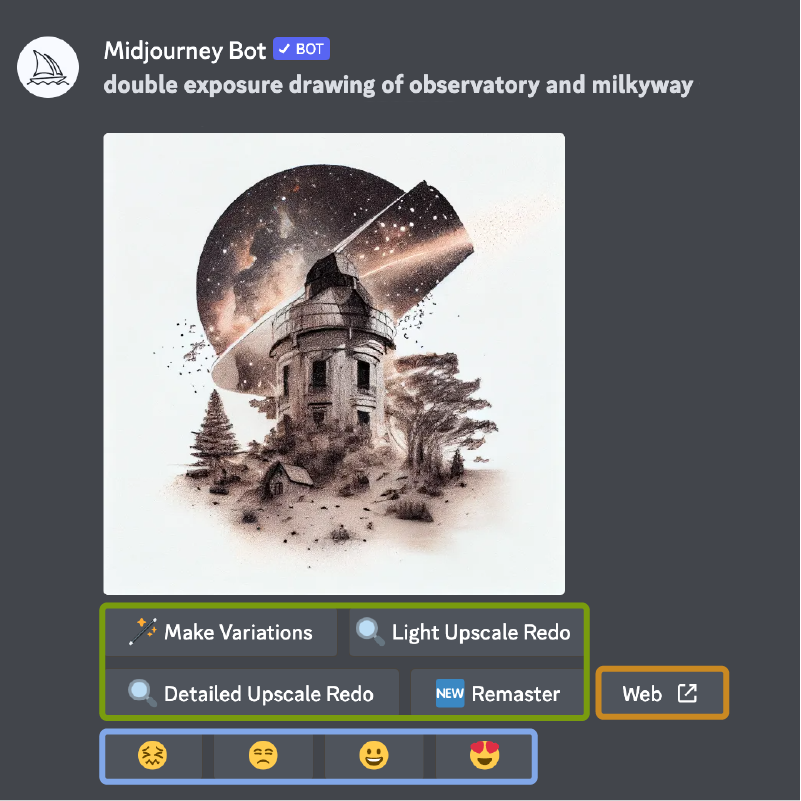 Midjourney Bot ✓ BOT
double exposure drawing of observatory and milkyway
Make Variations
Light Upscale Redo
Detailed Upscale Redo
NEW Remaster
Web